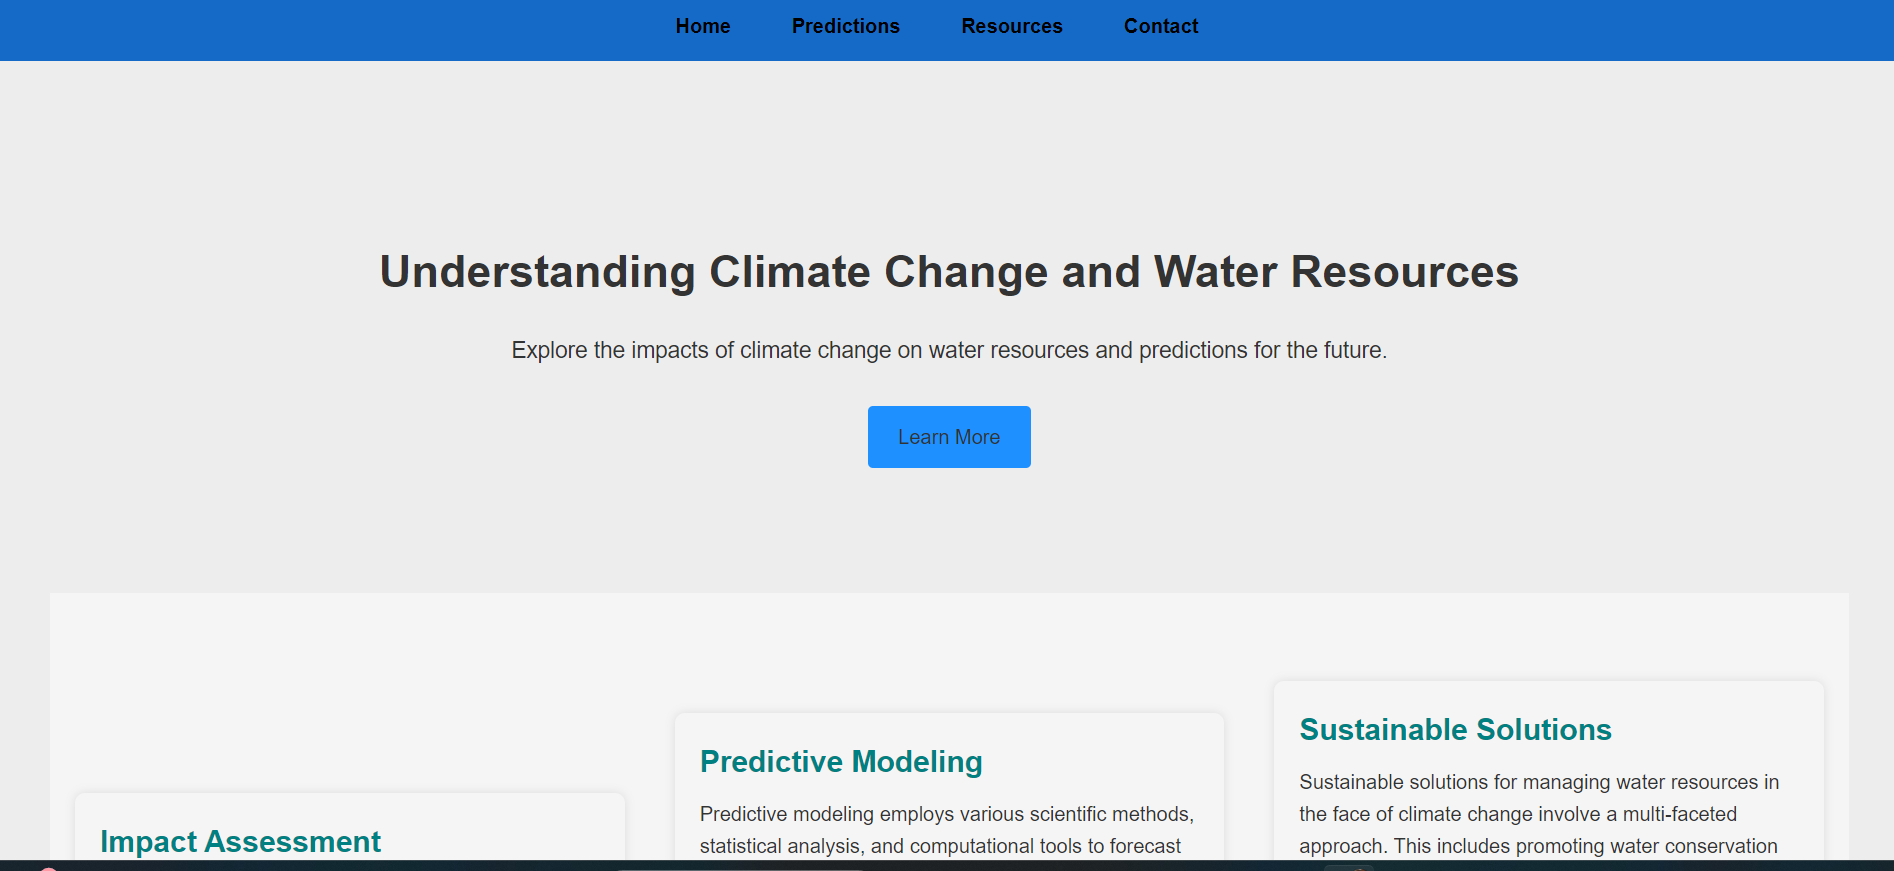 Home Predictions Resources Contact
Understanding Climate Change and Water Resources
Explore the impacts of climate change on water resources and predictions for the future.
Learn More
Impact Assessment
Predictive Modeling
Predictive modeling employs various scientific methods,
statistical analysis, and computational tools to forecast
Sustainable Solutions
Sustainable solutions for managing water resources in
the face of climate change involve a multi-faceted
approach. This includes promoting water conservation